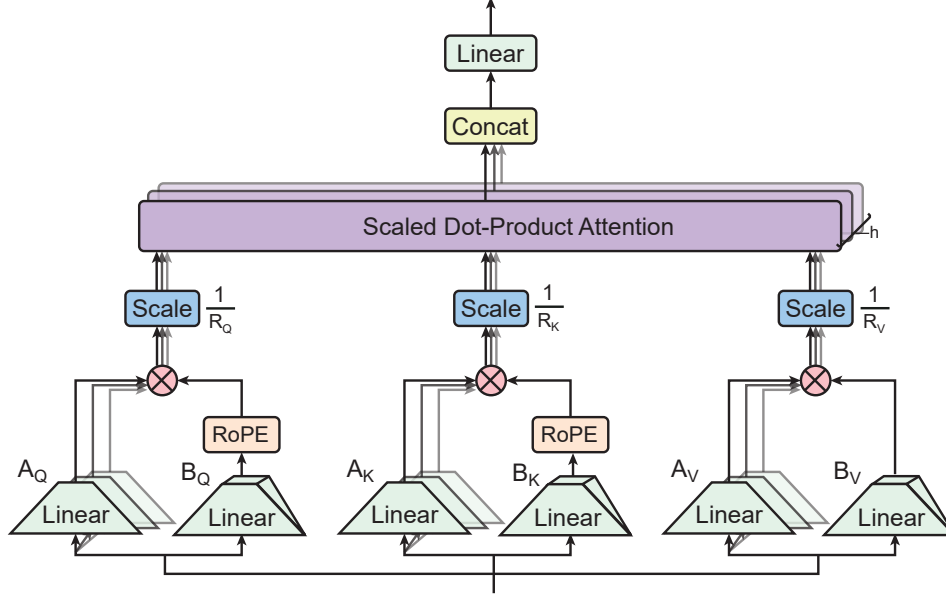 Linear
Concat
Scaled Dot-Product Attention
h
Scale 1/R_Q
Scale 1/R_K
Scale 1/R_V
RoPE
RoPE
A_Q
B_Q
A_K
B_K
A_V
B_V
Linear
Linear
Linear
Linear
Linear
Linear